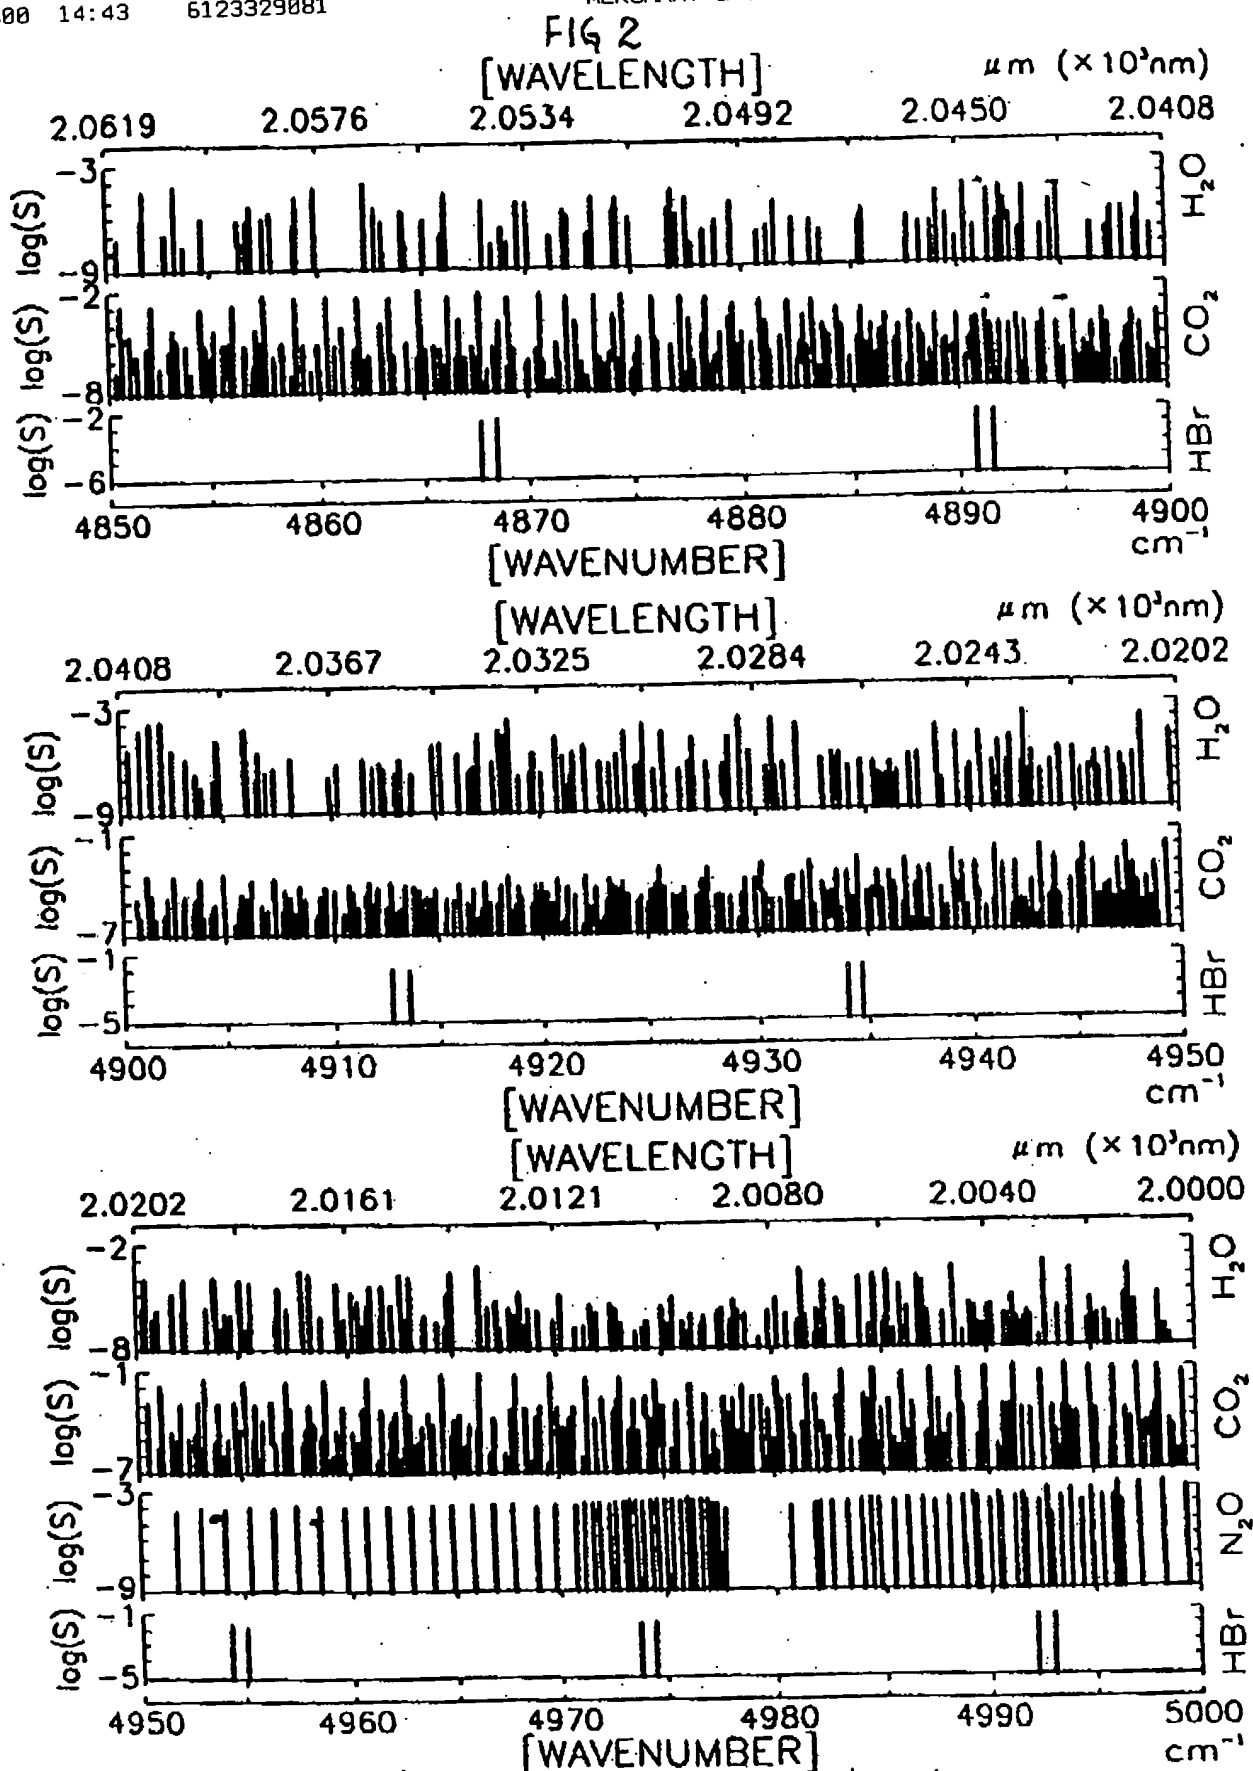 00 14:43 6123329081
FIG 2
[WAVELENGTH] μm (×10³nm)
2.0619 2.0576 2.0534 2.0492 2.0450 2.0408
-3
log(S)
-9
H₂O
-2
log(S)
-8
CO₂
-2
log(S)
-6
HBr
4850 4860 4870 4880 4890 4900
cm⁻¹
[WAVENUMBER]
[WAVELENGTH] μm (×10³nm)
2.0408 2.0367 2.0325 2.0284 2.0243 2.0202
-3
log(S)
-9
H₂O
-1
log(S)
-7
CO₂
-1
log(S)
-5
HBr
4900 4910 4920 4930 4940 4950
cm⁻¹
[WAVENUMBER]
[WAVELENGTH] μm (×10³nm)
2.0202 2.0161 2.0121 2.0080 2.0040 2.0000
-2
log(S)
-8
H₂O
-1
log(S)
-7
CO₂
-3
log(S)
-9
N₂O
-1
log(S)
-5
HBr
4950 4960 4970 4980 4990 5000
cm⁻¹
[WAVENUMBER]